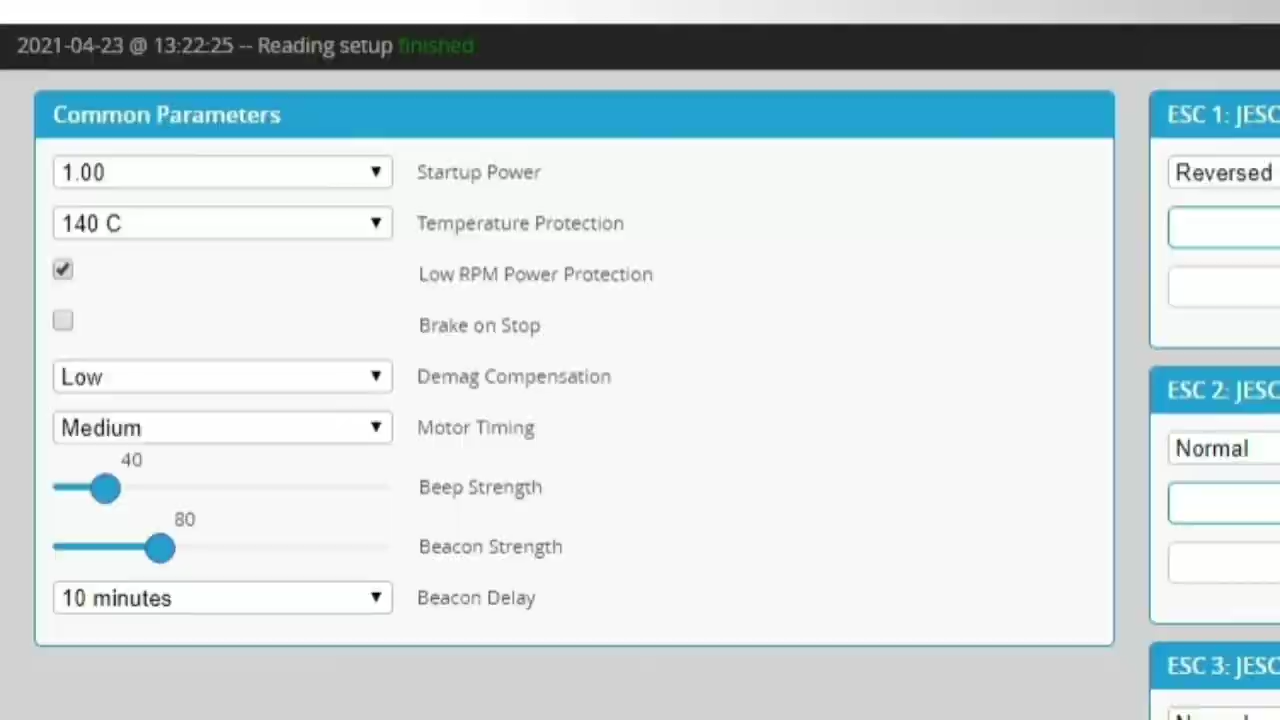 2021-04-23 @ 13:22:25 -- Reading setup finished
Common Parameters
1.00 Startup Power
140 C Temperature Protection
Low RPM Power Protection
Brake on Stop
Low Demag Compensation
Medium Motor Timing
40
Beep Strength
80
Beacon Strength
10 minutes Beacon Delay
ESC 1: JESC
Reversed
ESC 2: JESC
Normal
ESC 3: JESC